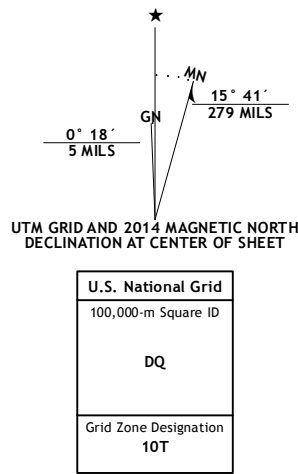 ★
MN
15° 41´
279 MILS
GN
0° 18´
5 MILS
UTM GRID AND 2014 MAGNETIC NORTH
DECLINATION AT CENTER OF SHEET
U.S. National Grid
100,000-m Square ID
DQ
Grid Zone Designation
10T